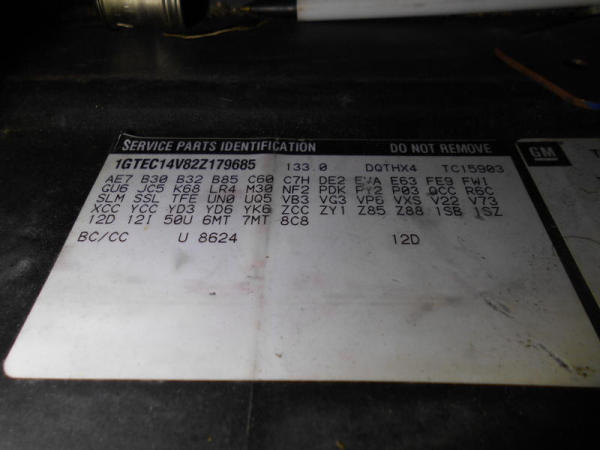 SERVICE PARTS IDENTIFICATION DO NOT REMOVE
1GTEC14V82Z179685 133.0 DQTHX4 TC15903
AE7 B30 B32 B85 C60 C7H DE2 EVA E63 FE9 FW1
GU6 JC5 K68 LR4 M30 NF2 PDK PY2 P03 QCC R6C
SLM SSL TFE UN0 UQ5 VB3 VG3 VP6 VXS V22 V73
XCC YCC YD3 YD6 YK6 ZCC ZY1 Z85 Z88 1SB 1SZ
12D 12I 50U 6MT 7MT 8C8
BC/CC U 8624 12D
GM